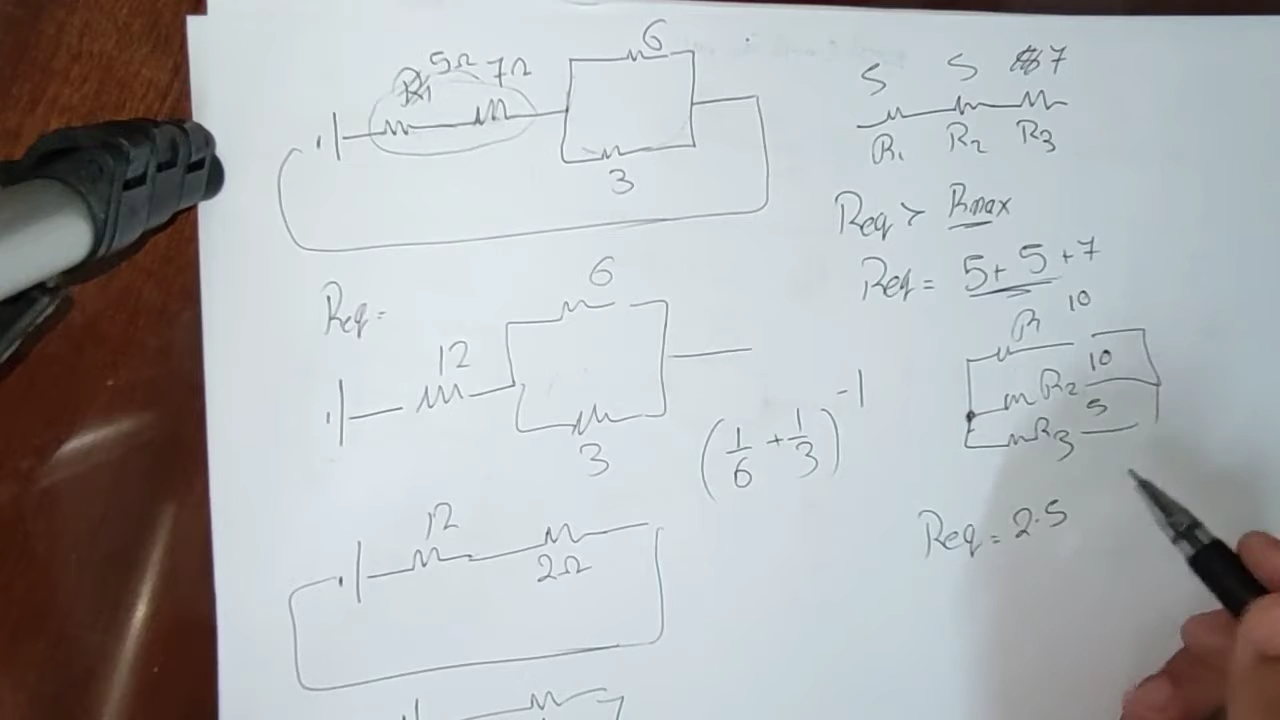 5Ω 7Ω
R1
6
3
Req =
12
6
3
(1/6 + 1/3)^-1
12
2Ω
5 5 7
R1 R2 R3
Req > Rmax
Req = 5 + 5 + 7
R 10
R2 10
R3 5
Req = 2.5